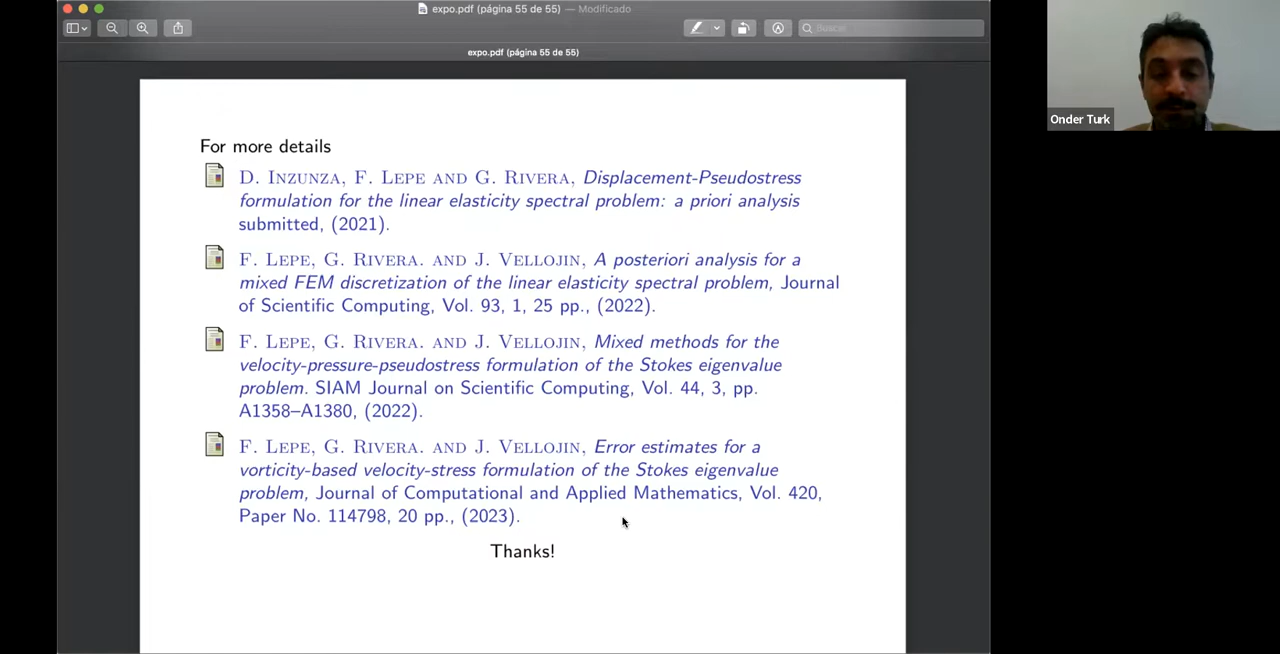 expo.pdf (página 55 de 55) — Modificado
Buscar
expo.pdf (página 55 de 55)
Onder Turk
For more details
D. Inzunza, F. Lepe and G. Rivera, Displacement-Pseudostress
formulation for the linear elasticity spectral problem: a priori analysis
submitted, (2021).
F. Lepe, G. Rivera. and J. Vellojin, A posteriori analysis for a
mixed FEM discretization of the linear elasticity spectral problem, Journal
of Scientific Computing, Vol. 93, 1, 25 pp., (2022).
F. Lepe, G. Rivera. and J. Vellojin, Mixed methods for the
velocity-pressure-pseudostress formulation of the Stokes eigenvalue
problem. SIAM Journal on Scientific Computing, Vol. 44, 3, pp.
A1358–A1380, (2022).
F. Lepe, G. Rivera. and J. Vellojin, Error estimates for a
vorticity-based velocity-stress formulation of the Stokes eigenvalue
problem, Journal of Computational and Applied Mathematics, Vol. 420,
Paper No. 114798, 20 pp., (2023).
Thanks!